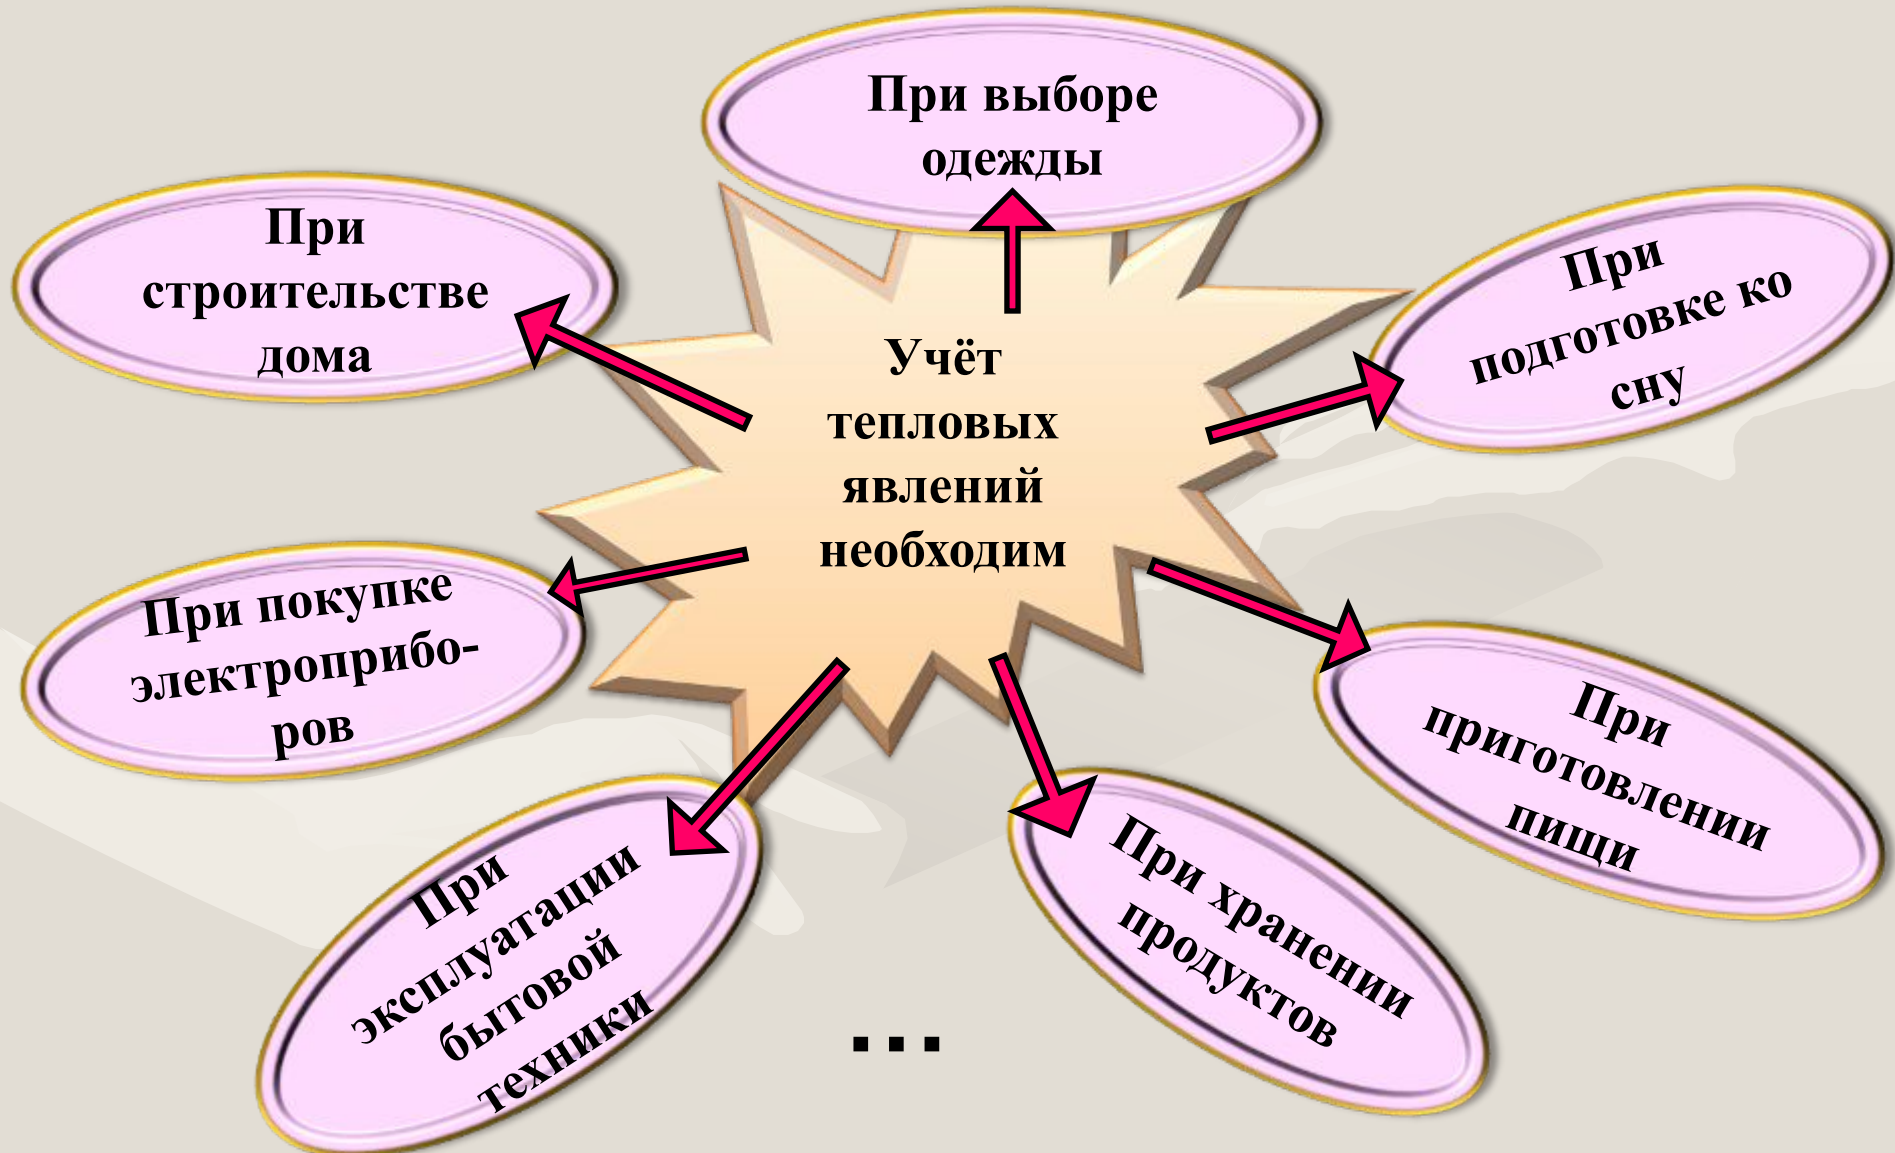 При выборе
одежды
При
строительстве
дома
При
подготовке ко
сну
Учёт
тепловых
явлений
необходим
При покупке
электроприбо-
ров
При
приготовлении
пищи
При
эксплуатации
бытовой
техники
При хранении
продуктов
...